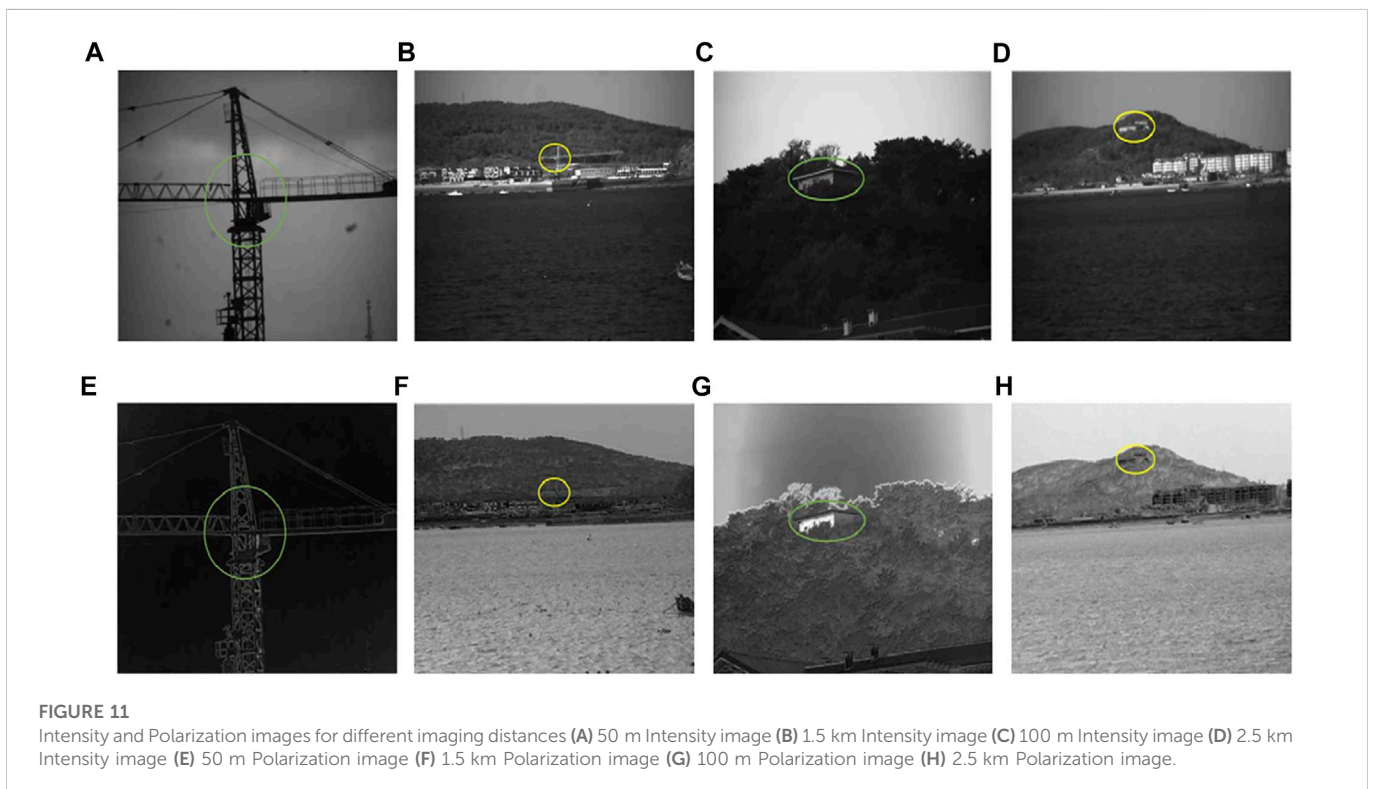 A
B
C
D
E
F
G
H
FIGURE 11
Intensity and Polarization images for different imaging distances (A) 50 m Intensity image (B) 1.5 km Intensity image (C) 100 m Intensity image (D) 2.5 km
Intensity image (E) 50 m Polarization image (F) 1.5 km Polarization image (G) 100 m Polarization image (H) 2.5 km Polarization image.